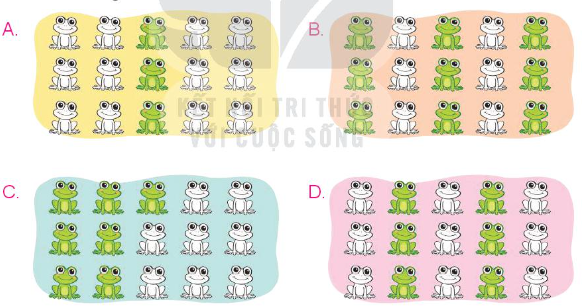 A.
B.
KẾT NỐI TRI THỨC
VỚI CUỘC SỐNG
C.
D.